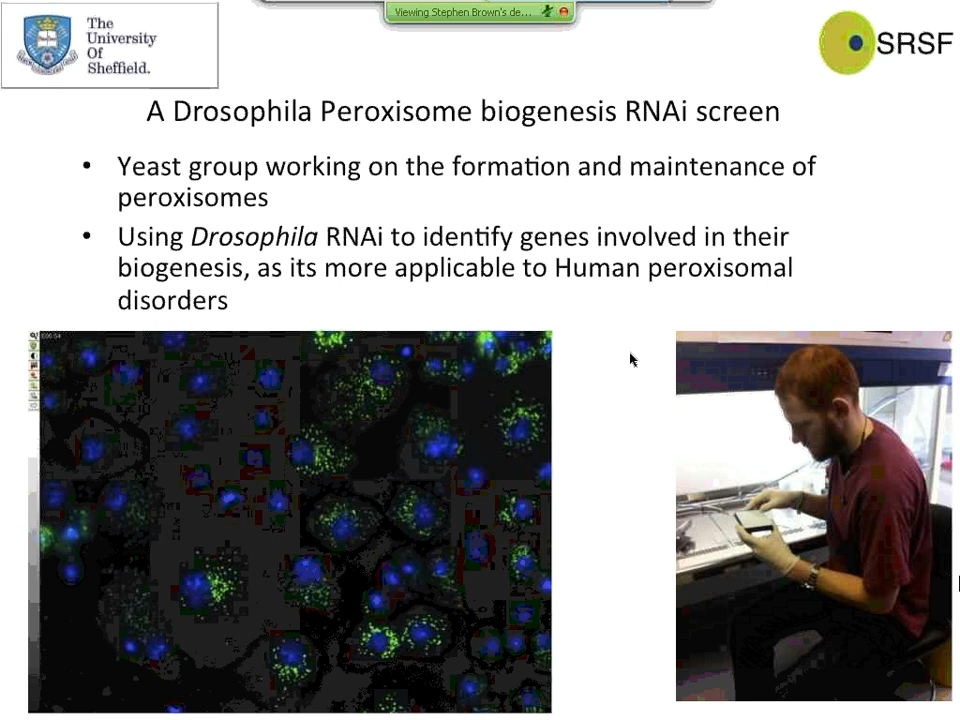 Viewing Stephen Brown's de...
The
University
Of
Sheffield.
SRSF
A Drosophila Peroxisome biogenesis RNAi screen
• Yeast group working on the formation and maintenance of
peroxisomes
• Using Drosophila RNAi to identify genes involved in their
biogenesis, as its more applicable to Human peroxisomal
disorders